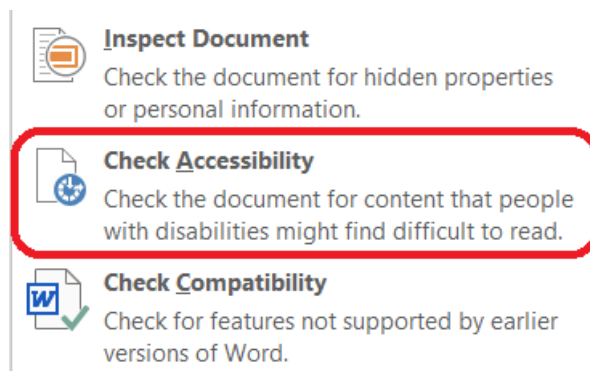 Inspect Document
Check the document for hidden properties
or personal information.
Check Accessibility
Check the document for content that people
with disabilities might find difficult to read.
Check Compatibility
W
Check for features not supported by earlier
versions of Word.